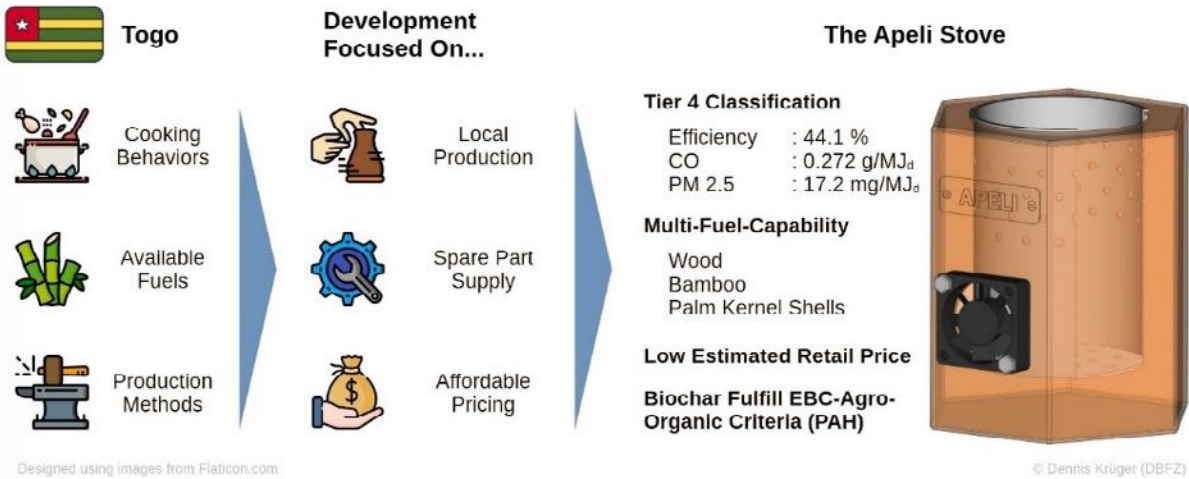 Togo
Cooking
Behaviors
Available
Fuels
Production
Methods
Development
Focused On...
Local
Production
Spare Part
Supply
$
Affordable
Pricing
The Apeli Stove
Tier 4 Classification
Efficiency : 44.1 %
CO : 0.272 g/MJd
PM 2.5 : 17.2 mg/MJd
Multi-Fuel-Capability
Wood
Bamboo
Palm Kernel Shells
Low Estimated Retail Price
Biochar Fulfill EBC-Agro-
Organic Criteria (PAH)
APELI
Designed using images from Flaticon.com
© Dennis Krüger (DBFZ)